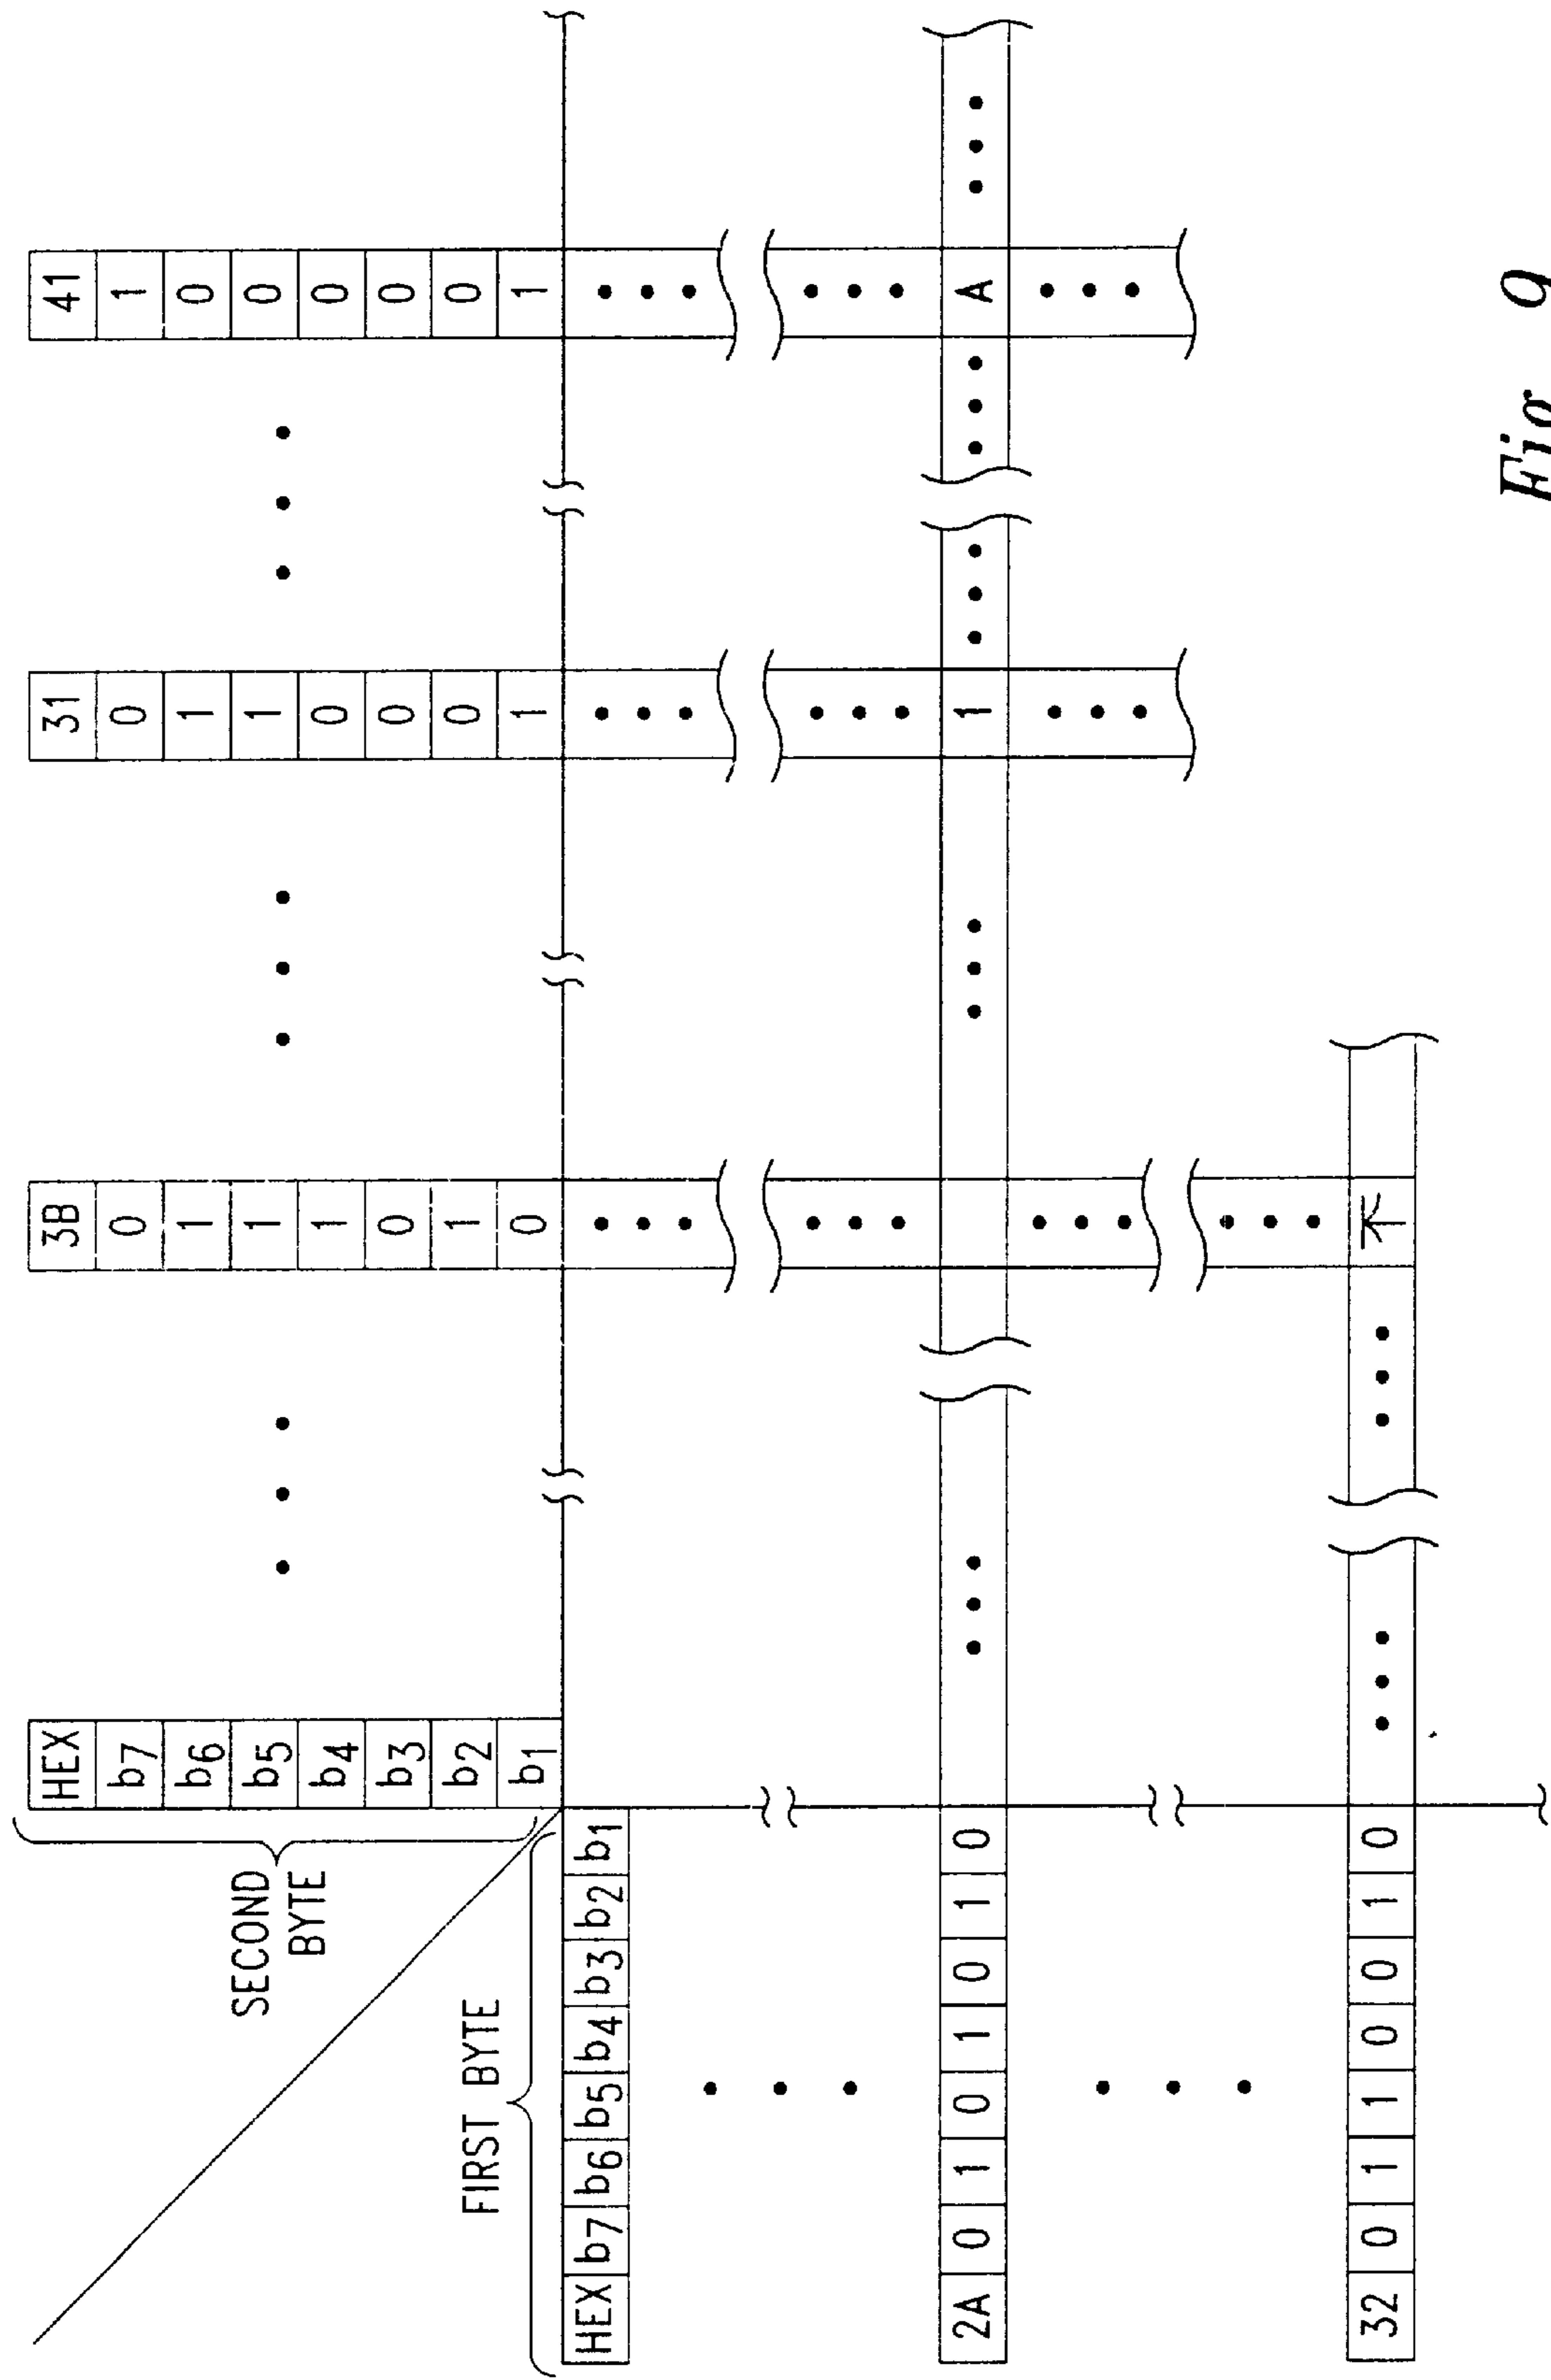 HEX 3B 31 41
b7 0 0 1
b6 1 1 0
SECOND b5 1 1 0
BYTE b4 1 0 0
b3 0 0 0
FIRST BYTE b2 1 0 0
b1 0 1 1
HEX b7 b6 b5 b4 b3 b2 b1
2A 0 1 0 1 0 1 0 1 A
32 0 1 1 0 0 1 0
Fig 9